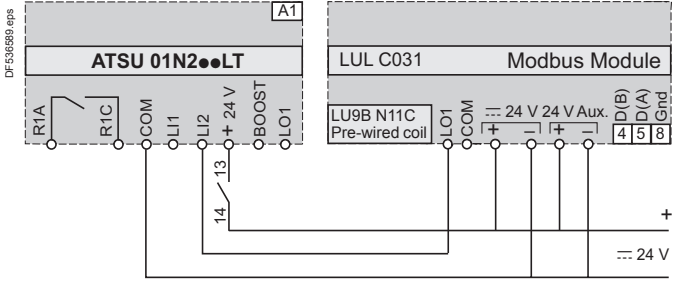 DF536589.eps
A1
ATSU 01N2●●LT
R1A
R1C
COM
LI1
LI2
+ 24 V
BOOST
LO1
13
14
LUL C031 Modbus Module
LU9B N11C
Pre-wired coil
LO1
COM
⎓ 24 V 24 V Aux.
+ − + −
D(B)
D(A)
Gnd
4 5 8
+
⎓ 24 V